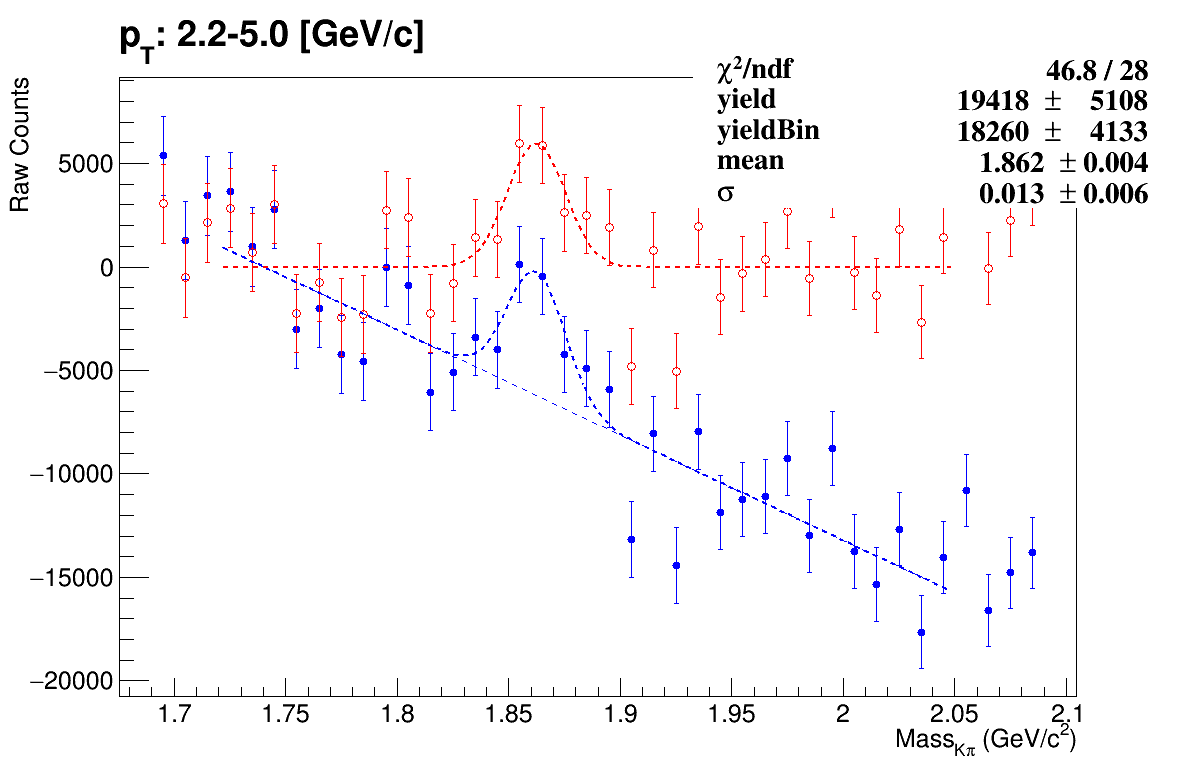 pT: 2.2-5.0 [GeV/c]
χ2/ndf 46.8 / 28
yield 19418 ± 5108
yieldBin 18260 ± 4133
mean 1.862 ± 0.004
σ 0.013 ± 0.006
Raw Counts
5000
0
−5000
−10000
−15000
−20000
1.7 1.75 1.8 1.85 1.9 1.95 2 2.05 2.1
MassKπ (GeV/c2)